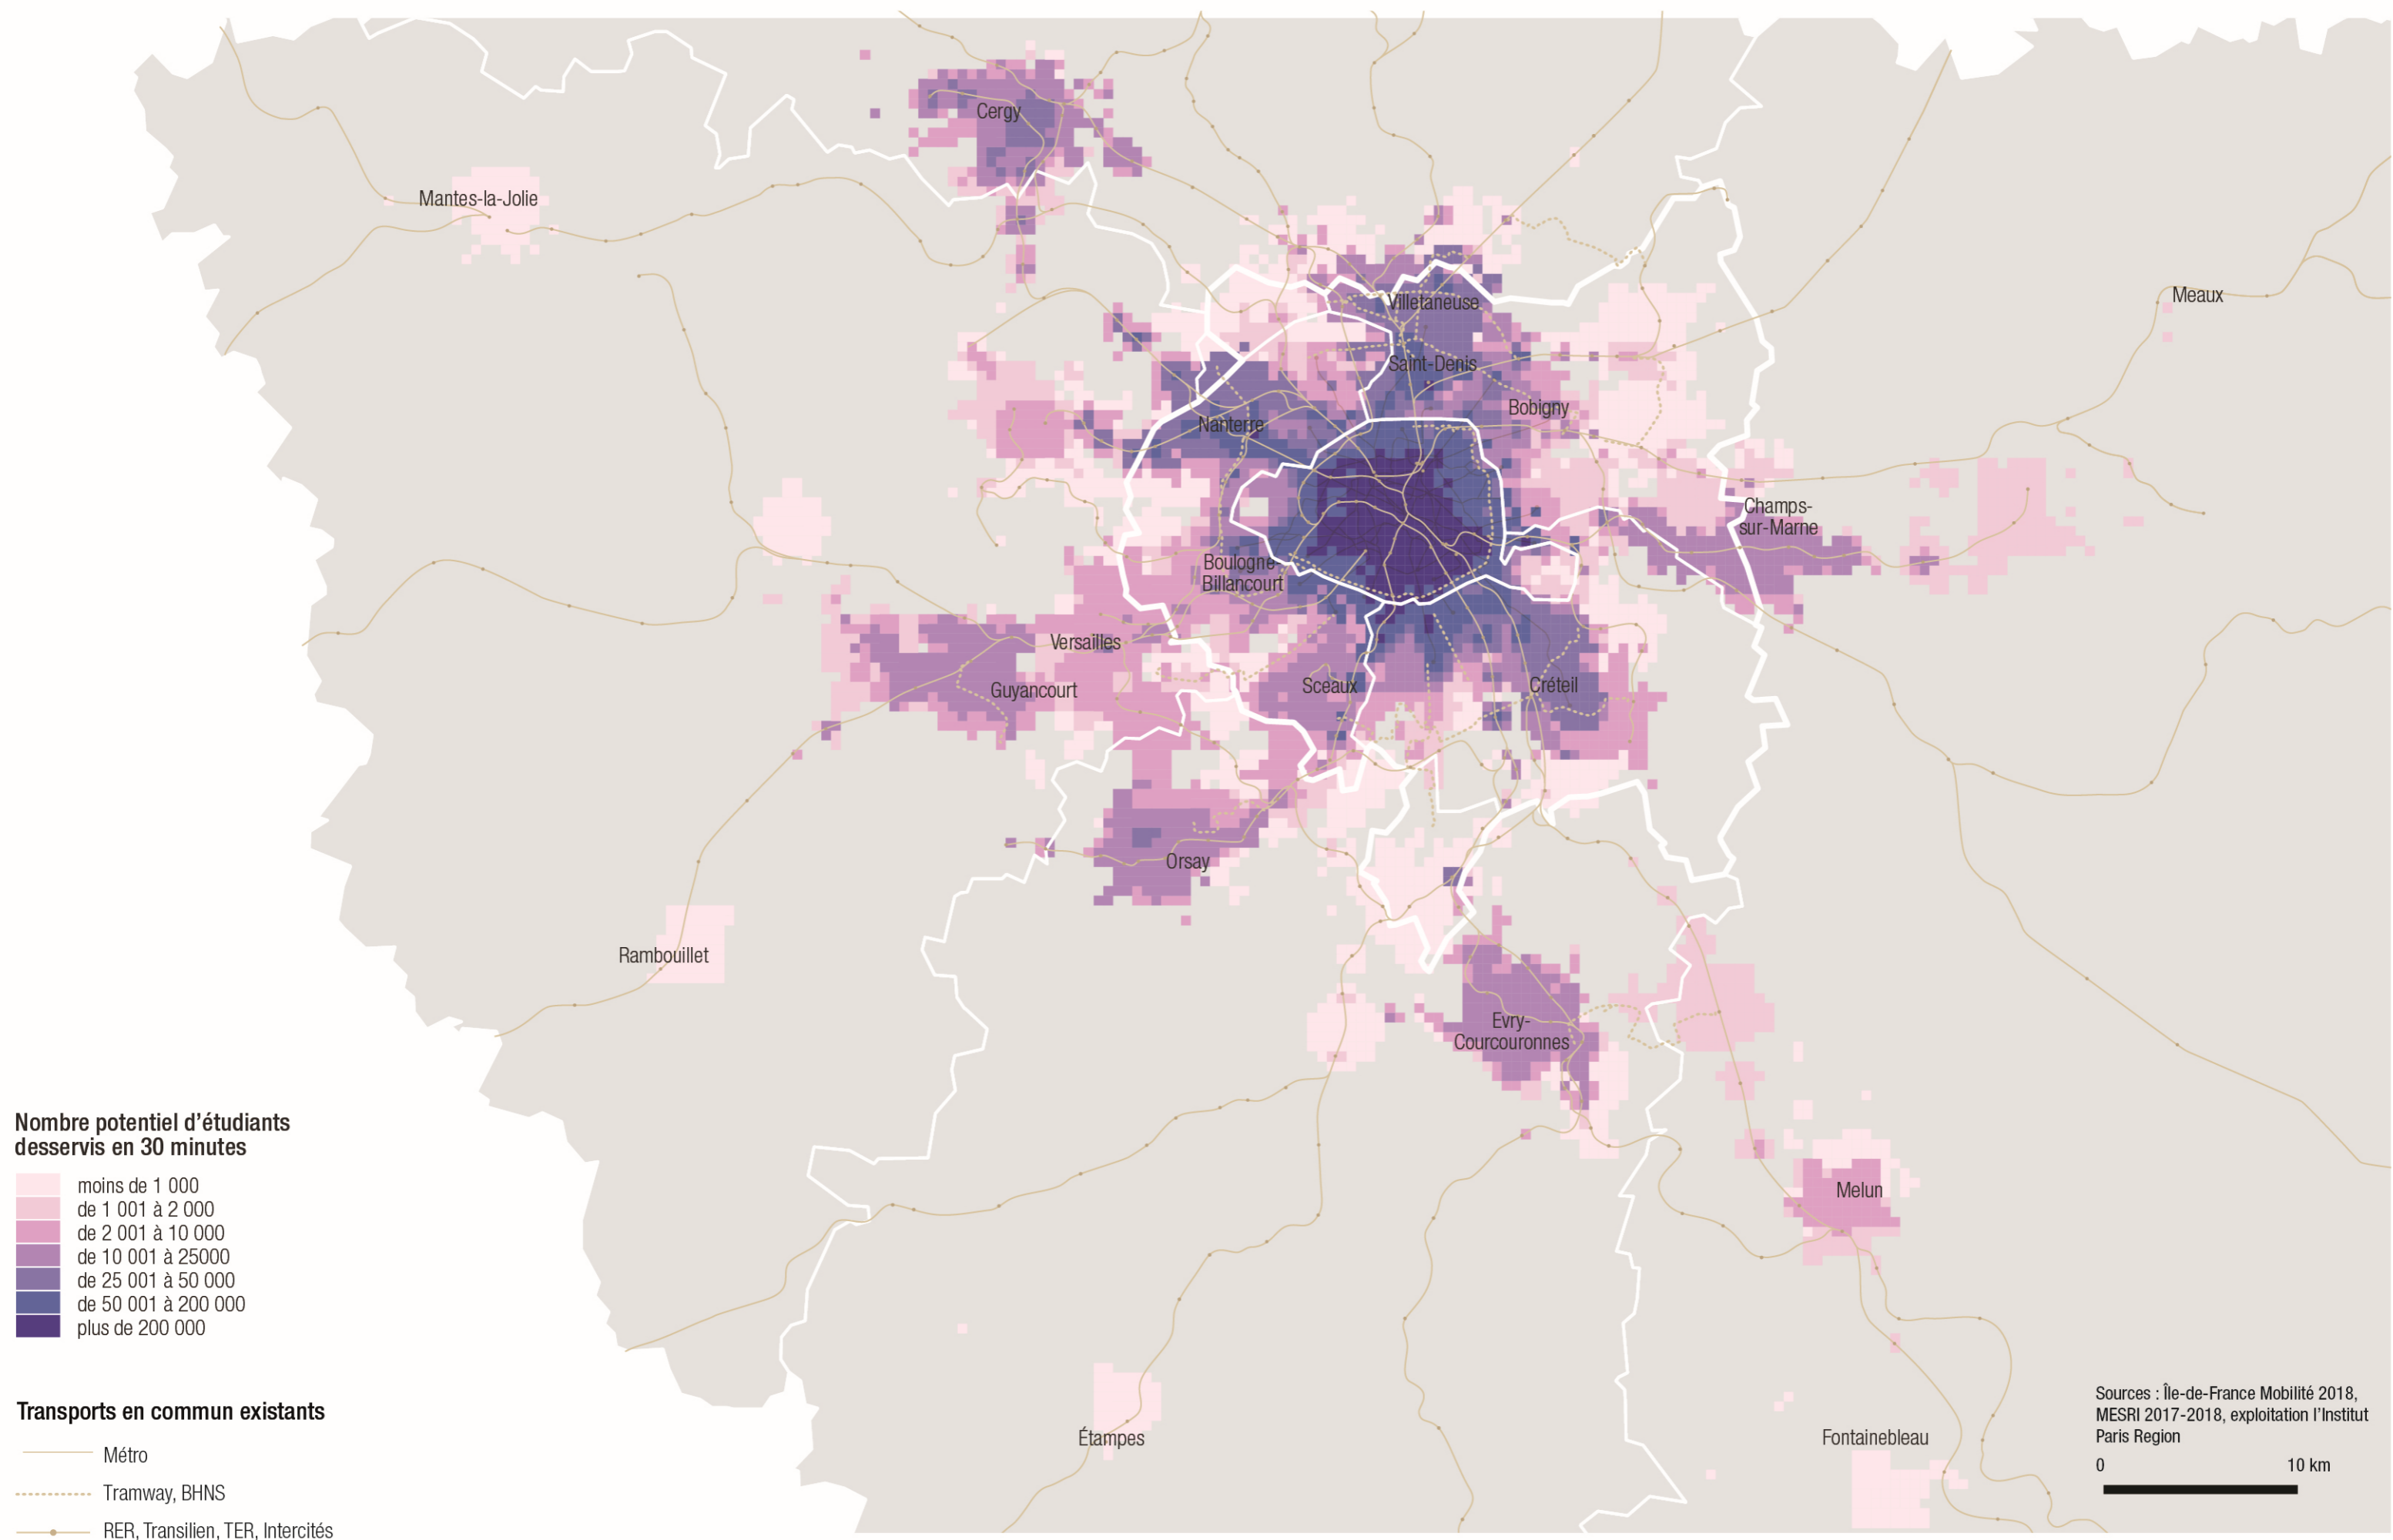 Cergy
Mantes-la-Jolie
Meaux
Villetaneuse
Saint-Denis
Bobigny
Nanterre
Champs-
sur-Marne
Boulogne-
Billancourt
Versailles
Guyancourt
Sceaux
Créteil
Orsay
Rambouillet
Evry-
Courcouronnes
Melun
Étampes
Fontainebleau
Nombre potentiel d'étudiants
desservis en 30 minutes
moins de 1 000
de 1 001 à 2 000
de 2 001 à 10 000
de 10 001 à 25000
de 25 001 à 50 000
de 50 001 à 200 000
plus de 200 000
Transports en commun existants
Métro
Tramway, BHNS
RER, Transilien, TER, Intercités
Sources : Île-de-France Mobilité 2018,
MESRI 2017-2018, exploitation l'Institut
Paris Region
0 10 km